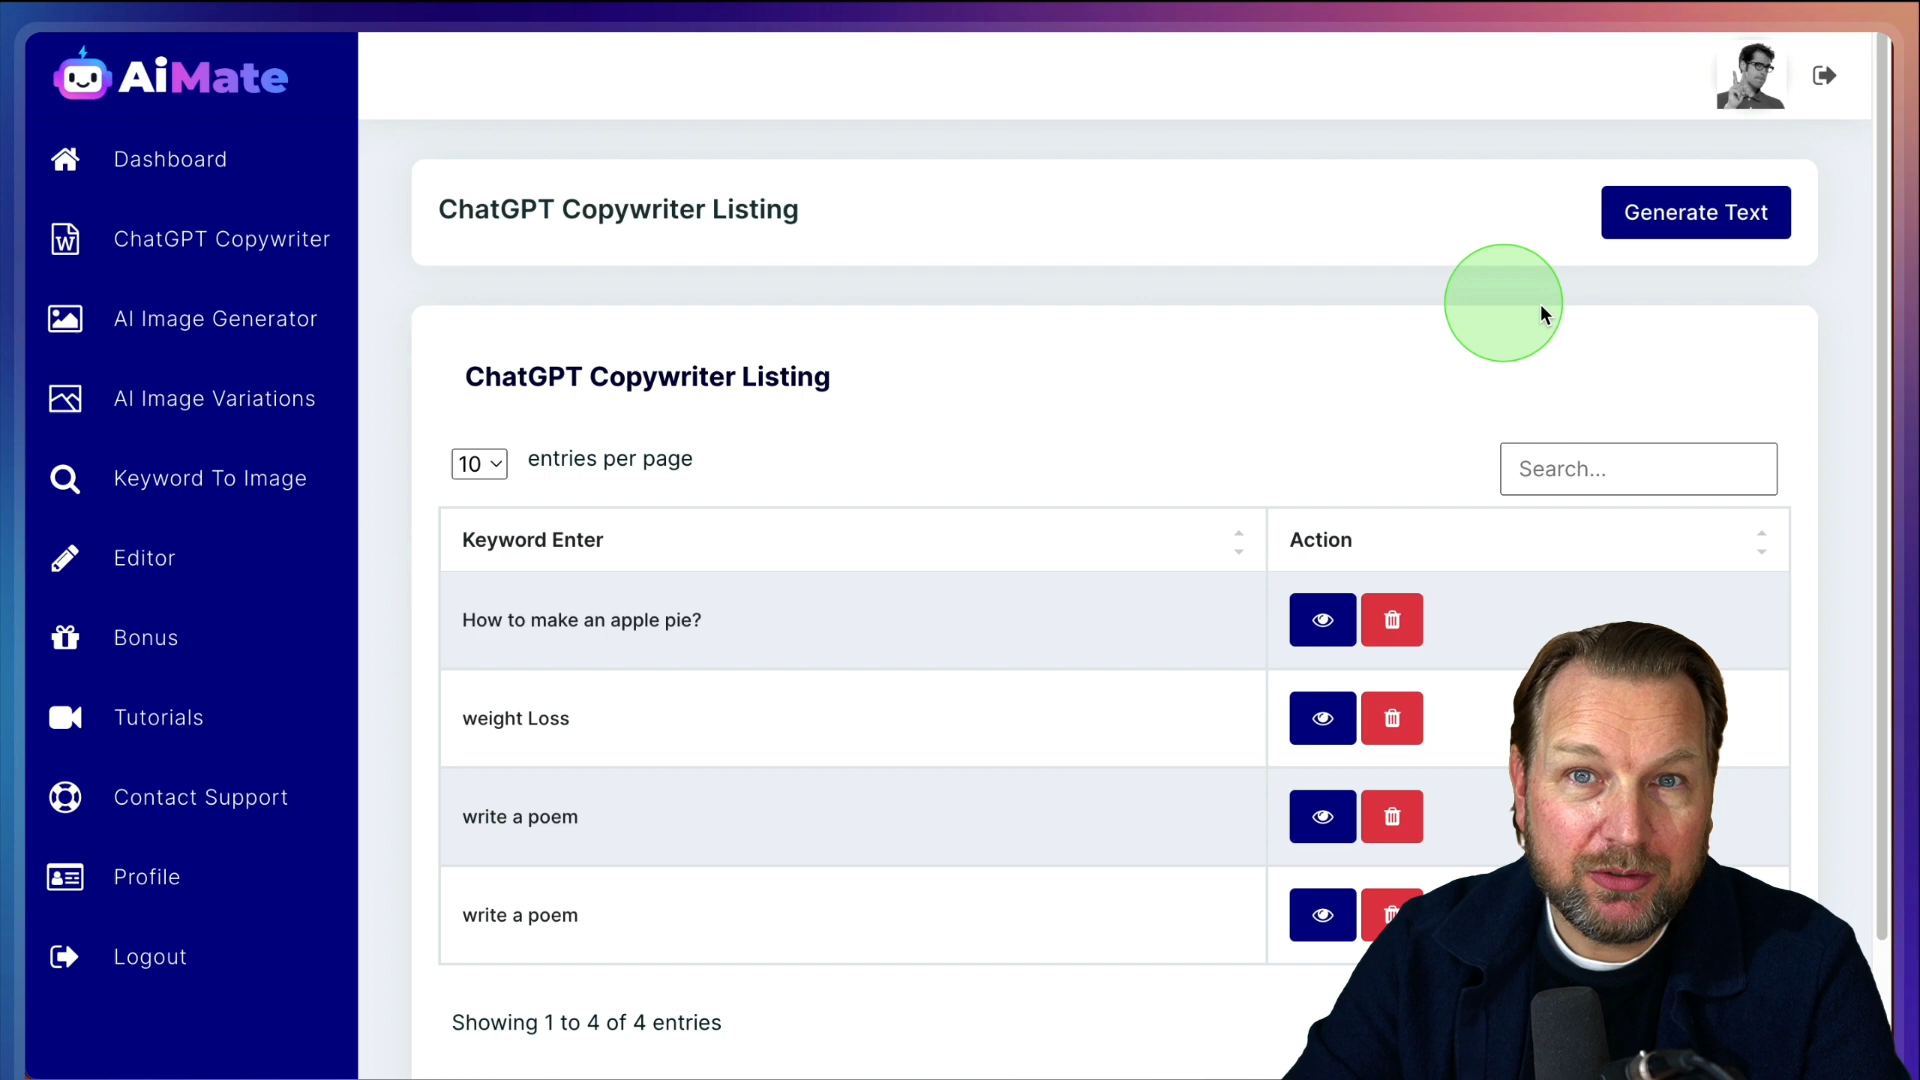 AiMate
Dashboard
ChatGPT Copywriter
AI Image Generator
AI Image Variations
Keyword To Image
Editor
Bonus
Tutorials
Contact Support
Profile
Logout
ChatGPT Copywriter Listing
Generate Text
ChatGPT Copywriter Listing
10 entries per page
Search...
Keyword Enter
Action
How to make an apple pie?
weight Loss
write a poem
write a poem
Showing 1 to 4 of 4 entries